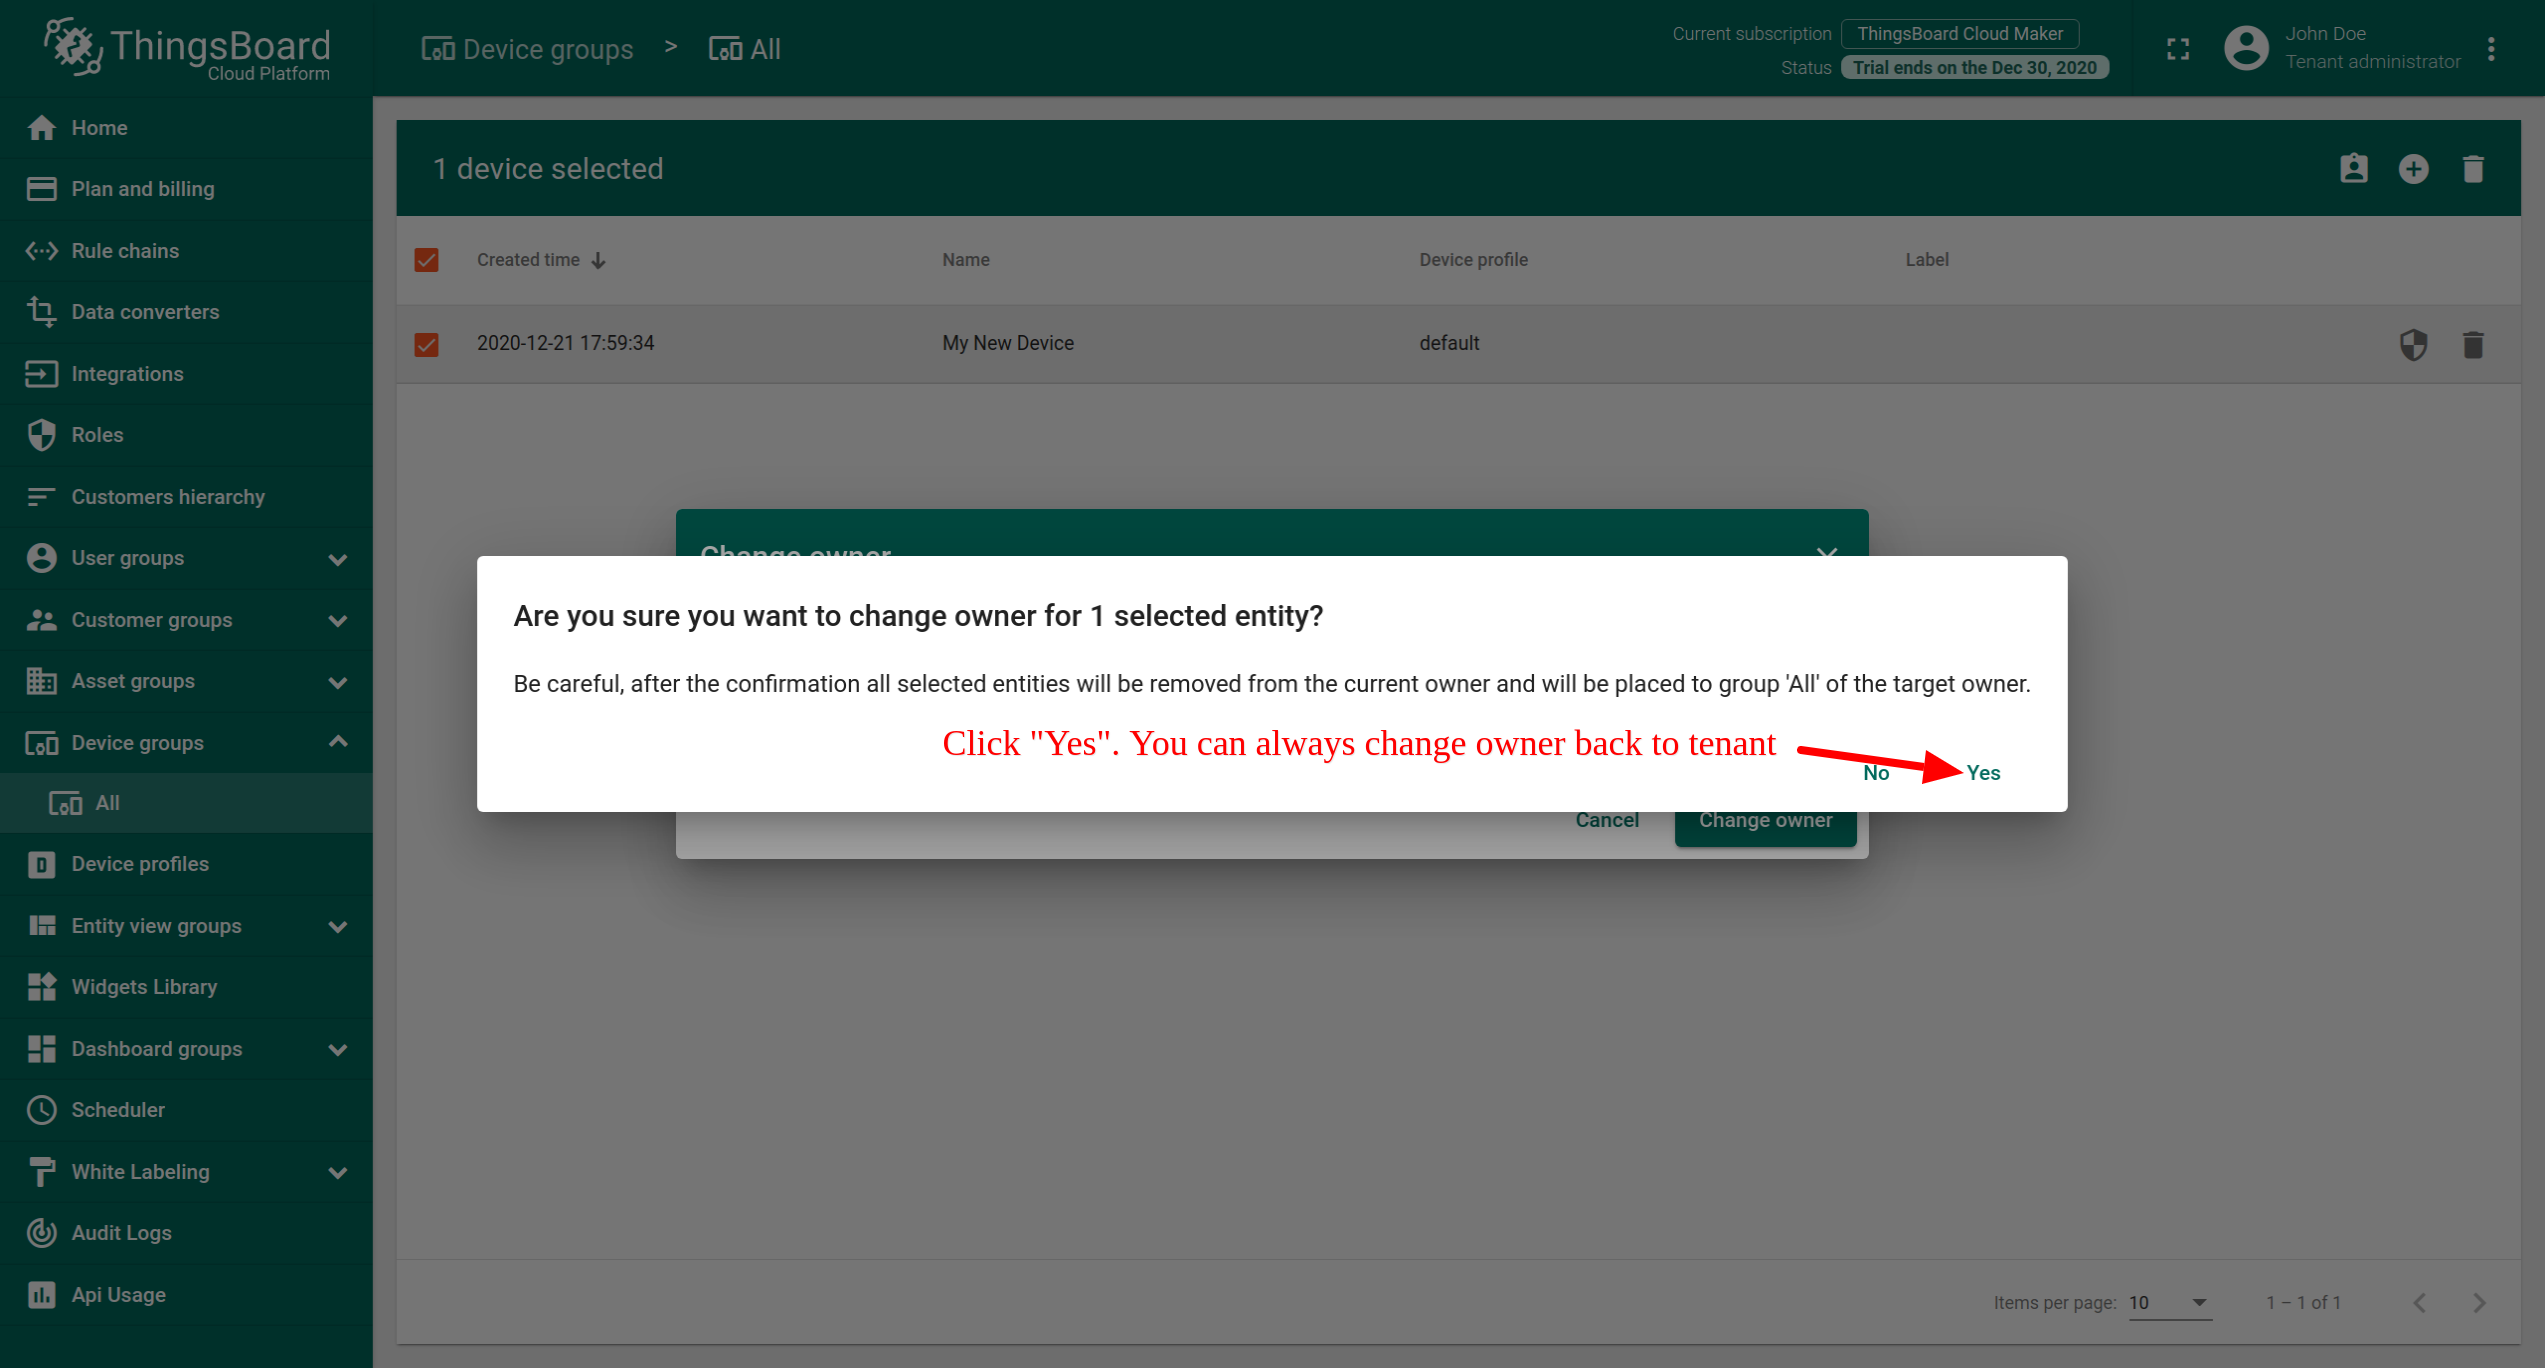 ThingsBoard
Cloud Platform
Device groups > All
Current subscription ThingsBoard Cloud Maker
Status Trial ends on the Dec 30, 2020
John Doe
Tenant administrator
Home
Plan and billing
Rule chains
Data converters
Integrations
Roles
Customers hierarchy
User groups
Customer groups
Asset groups
Device groups
All
Device profiles
Entity view groups
Widgets Library
Dashboard groups
Scheduler
White Labeling
Audit Logs
Api Usage
1 device selected
Created time Name Device profile Label
2020-12-21 17:59:34 My New Device default
Change owner
Are you sure you want to change owner for 1 selected entity?
Be careful, after the confirmation all selected entities will be removed from the current owner and will be placed to group 'All' of the target owner.
Click "Yes". You can always change owner back to tenant
No Yes
Cancel Change owner
Items per page: 10 1 – 1 of 1